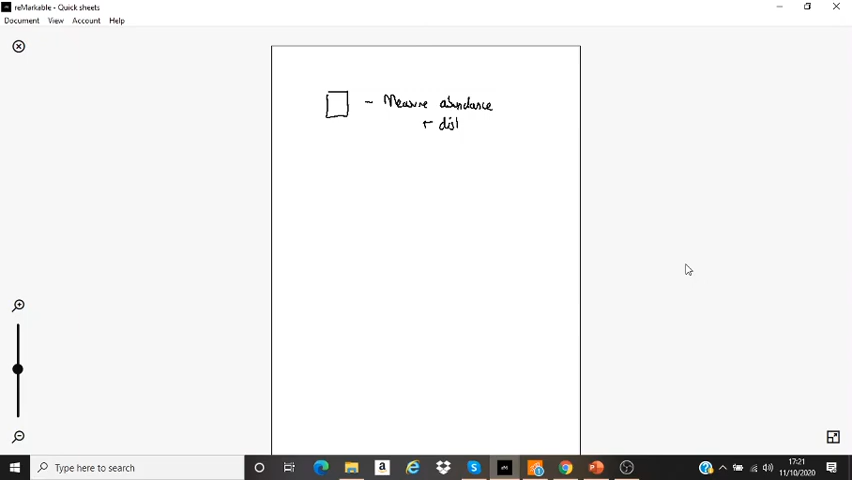 reMarkable - Quick sheets
Document View Account Help
- Measure abundance
+ dist
Type here to search
17:21
11/10/2020